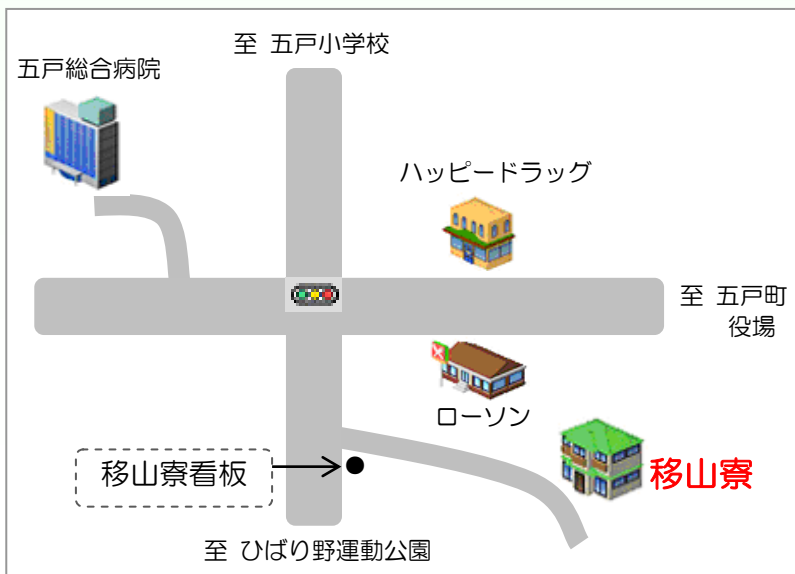 至 五戸小学校
五戸総合病院
ハッピードラッグ
至 五戸町
役場
ローソン
移山寮看板
移山寮
至 ひばり野運動公園